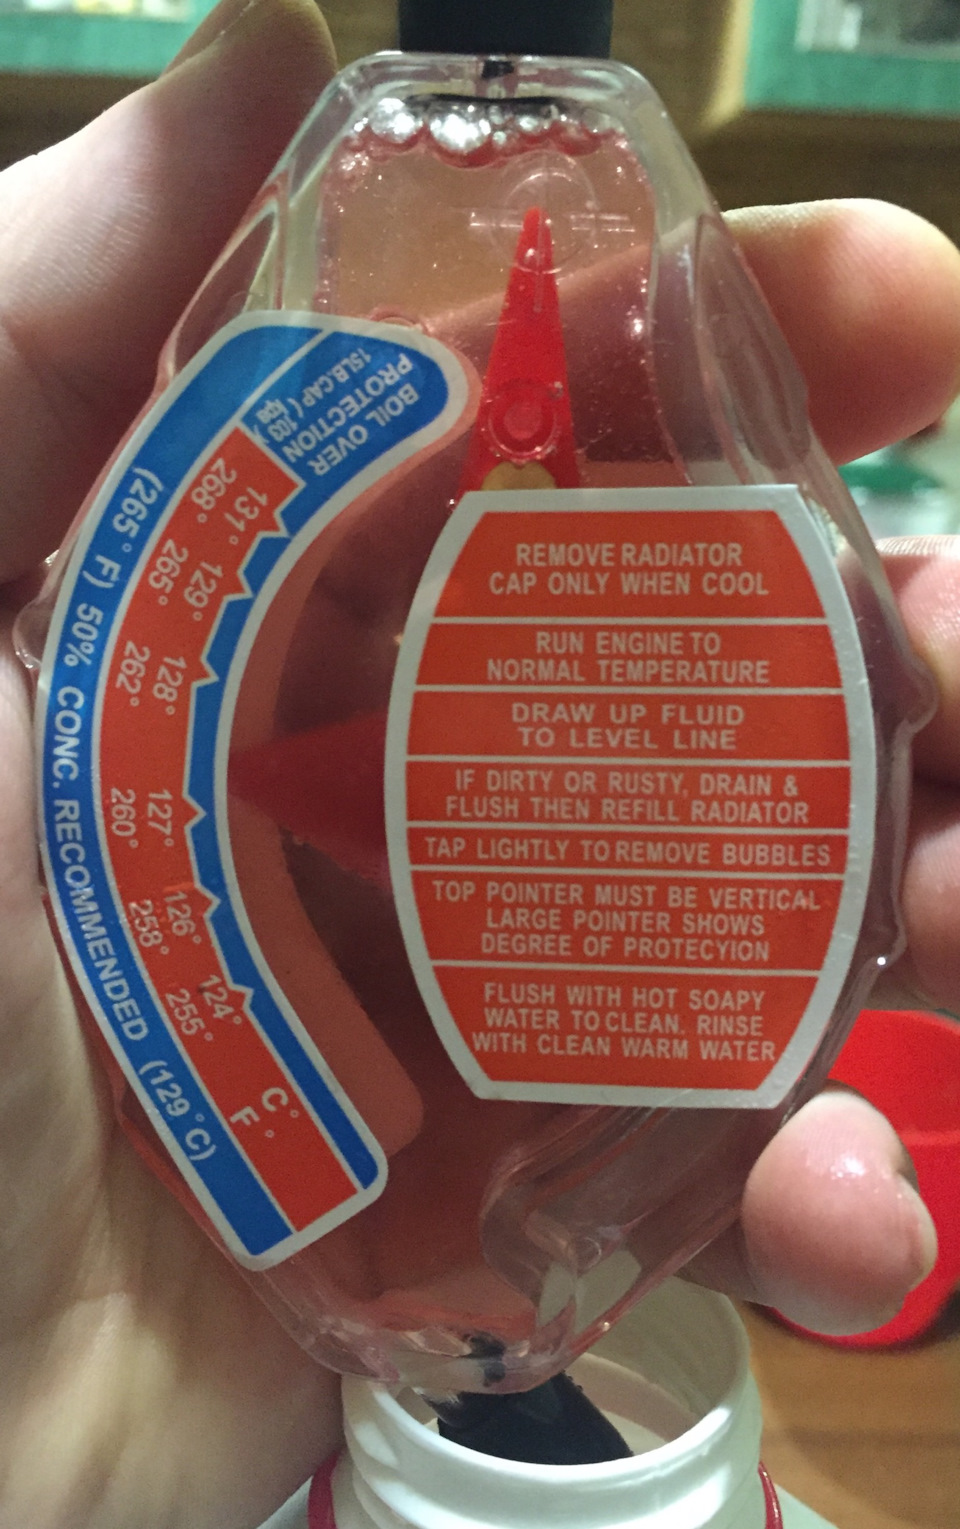 BOIL OVER
PROTECTION
15LB.CAP ( 103 KPa )
268° 131°
265° 129°
262° 128°
260° 127°
258° 126°
255° 124°
F° C°
(265°F) 50% CONC. RECOMMENDED (129°C)
REMOVE RADIATOR
CAP ONLY WHEN COOL
RUN ENGINE TO
NORMAL TEMPERATURE
DRAW UP FLUID
TO LEVEL LINE
IF DIRTY OR RUSTY, DRAIN &
FLUSH THEN REFILL RADIATOR
TAP LIGHTLY TO REMOVE BUBBLES
TOP POINTER MUST BE VERTICAL
LARGE POINTER SHOWS
DEGREE OF PROTECYION
FLUSH WITH HOT SOAPY
WATER TO CLEAN. RINSE
WITH CLEAN WARM WATER